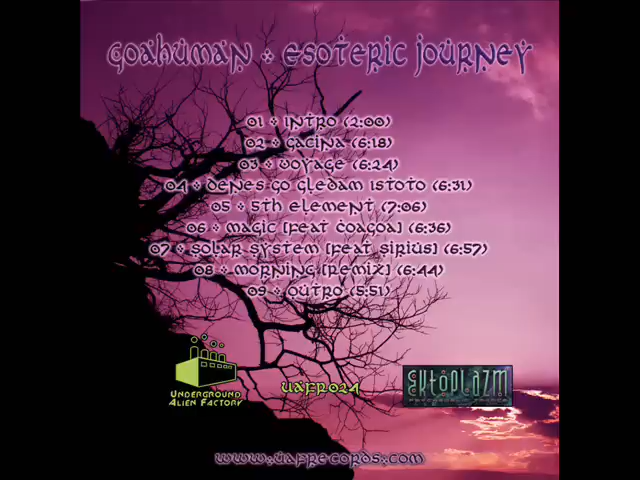 Goahuman + Esoteric Journey
01 + Intro (2:00)
02 + Gacina (6:18)
03 + Voyage (6:24)
04 + Denes Go Gledam Istoto (6:31)
05 + 5th Element (7:06)
06 + Magic [Feat Coagoa] (6:36)
07 + Solar System [Feat Sirius] (6:57)
08 + Morning [Remix] (6:44)
09 + Outro (5:51)
Underground
Alien Factory
UAFR024
Ektoplazm
Psychedelic Trance
www.uafrecords.com